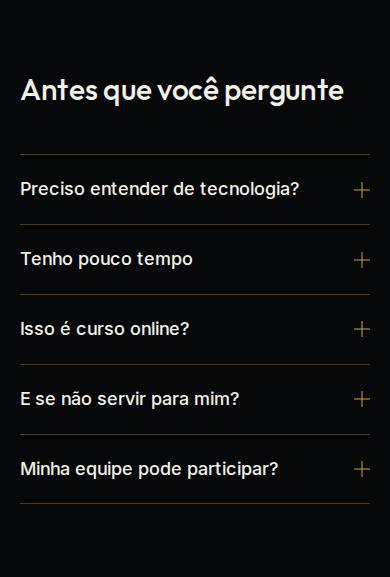 Antes que você pergunte
Preciso entender de tecnologia?
Tenho pouco tempo
Isso é curso online?
E se não servir para mim?
Minha equipe pode participar?